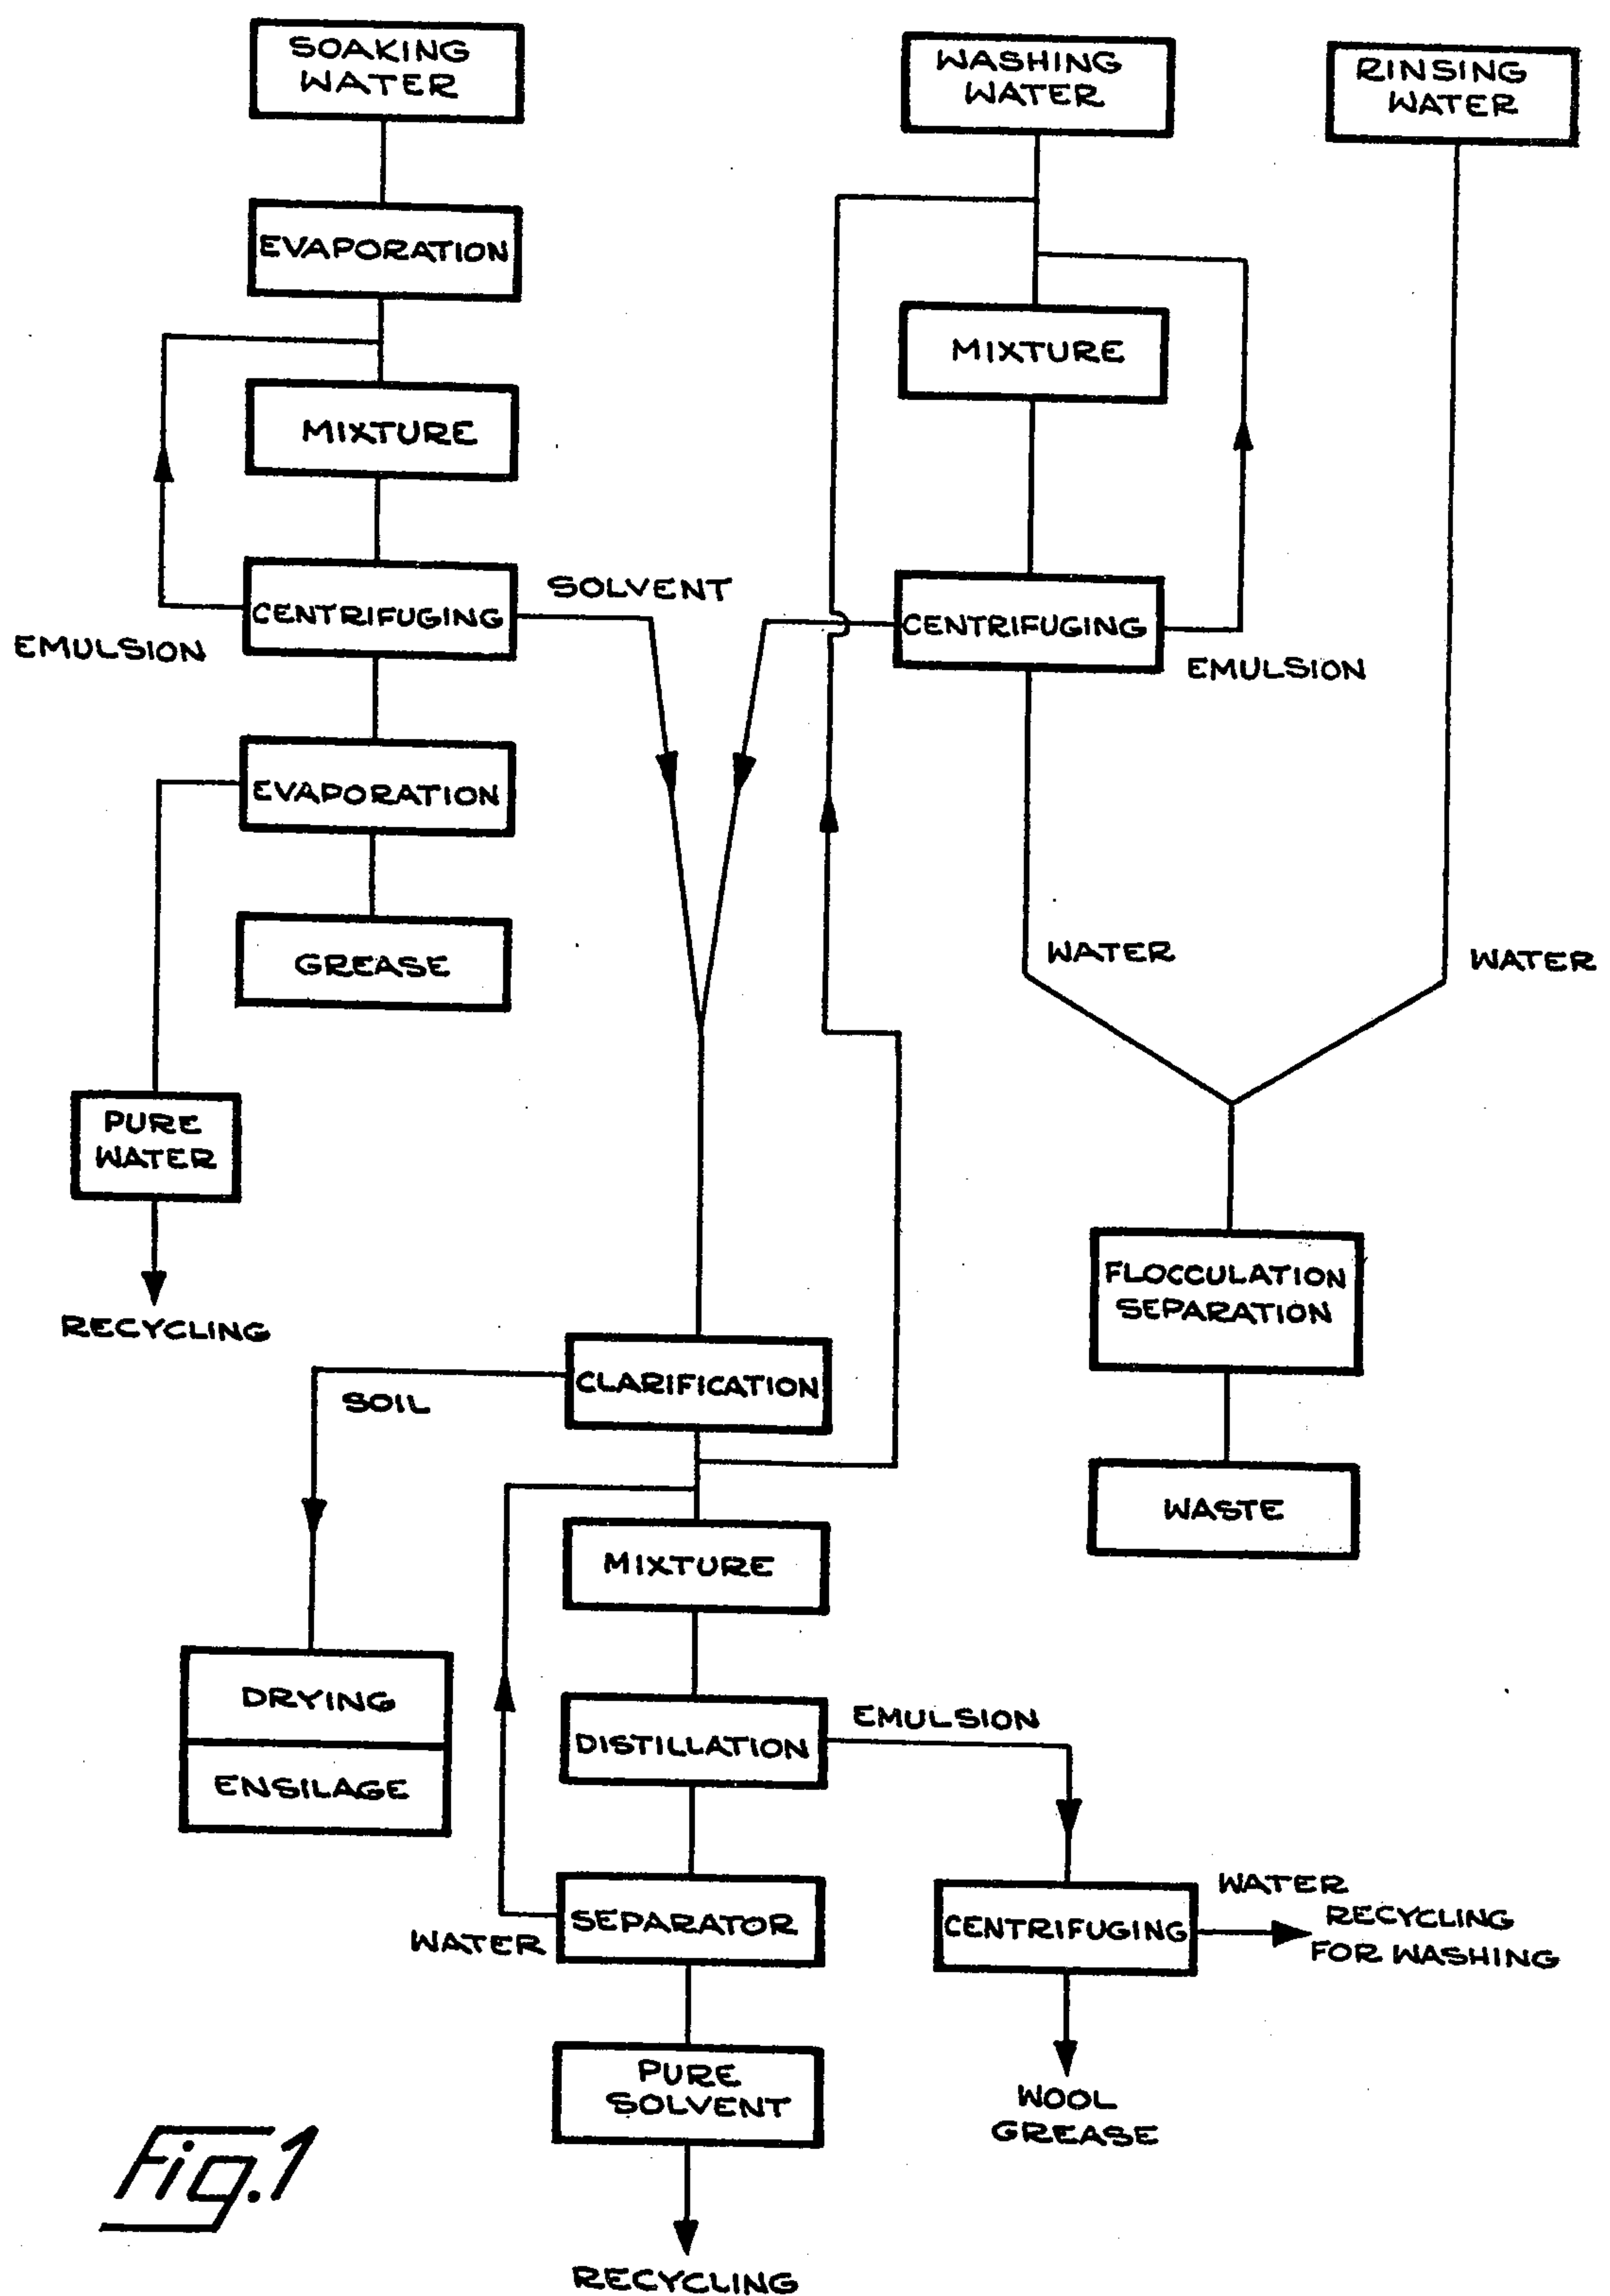 SOAKING
WATER
WASHING
WATER
RINSING
WATER
EVAPORATION
MIXTURE
MIXTURE
CENTRIFUGING
SOLVENT
CENTRIFUGING
EMULSION
EMULSION
EVAPORATION
GREASE
WATER
WATER
PURE
WATER
RECYCLING
FLOCCULATION
SEPARATION
CLARIFICATION
SOIL
WASTE
MIXTURE
DRYING
ENSILAGE
DISTILLATION
EMULSION
SEPARATOR
WATER
CENTRIFUGING
WATER
RECYCLING
FOR WASHING
PURE
SOLVENT
WOOL
GREASE
Fig.1
RECYCLING